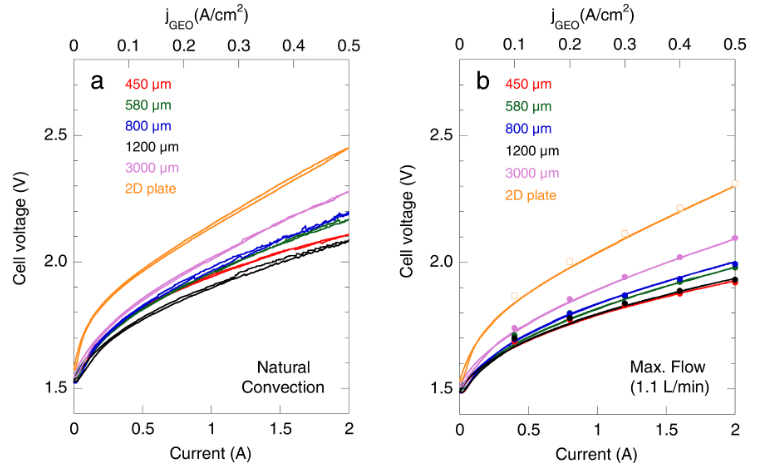 j_GEO(A/cm²)
0 0.1 0.2 0.3 0.4 0.5
a
450 µm
580 µm
800 µm
1200 µm
3000 µm
2D plate
2.5
2.0
1.5
Cell voltage (V)
Natural
Convection
0 0.5 1 1.5 2
Current (A)
j_GEO(A/cm²)
0 0.1 0.2 0.3 0.4 0.5
b
450 µm
580 µm
800 µm
1200 µm
3000 µm
2D plate
2.5
2.0
1.5
Cell voltage (V)
Max. Flow
(1.1 L/min)
0 0.5 1 1.5 2
Current (A)